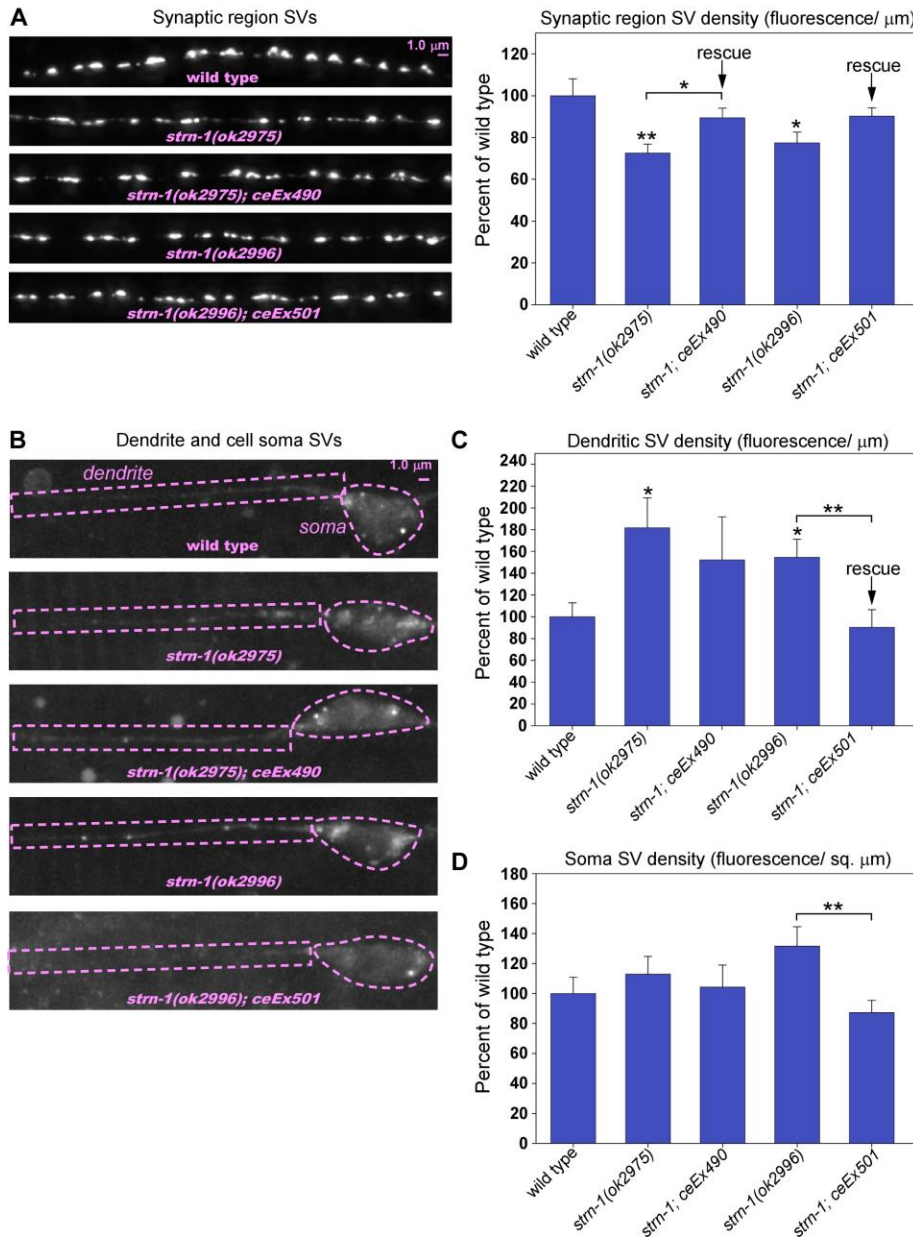 A
Synaptic region SVs
1.0 μm
wild type
strn-1(ok2975)
strn-1(ok2975); ceEx490
strn-1(ok2996)
strn-1(ok2996); ceEx501
Synaptic region SV density (fluorescence/ μm)
Percent of wild type
120
100
80
60
40
20
0
rescue
rescue
*
**
*
wild type
strn-1(ok2975)
strn-1; ceEx490
strn-1(ok2996)
strn-1; ceEx501
B
Dendrite and cell soma SVs
1.0 μm
dendrite
soma
wild type
strn-1(ok2975)
strn-1(ok2975); ceEx490
strn-1(ok2996)
strn-1(ok2996); ceEx501
C
Dendritic SV density (fluorescence/ μm)
Percent of wild type
240
220
200
180
160
140
120
100
80
60
40
20
0
*
*
**
rescue
wild type
strn-1(ok2975)
strn-1; ceEx490
strn-1(ok2996)
strn-1; ceEx501
D
Soma SV density (fluorescence/ sq. μm)
Percent of wild type
180
160
140
120
100
80
60
40
20
0
**
wild type
strn-1(ok2975)
strn-1; ceEx490
strn-1(ok2996)
strn-1; ceEx501